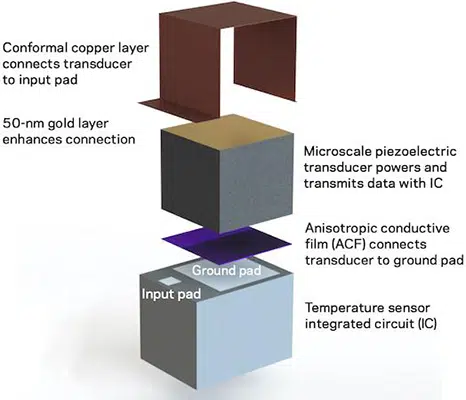 Conformal copper layer
connects transducer
to input pad
50-nm gold layer
enhances connection
Microscale piezoelectric
transducer powers and
transmits data with IC
Anisotropic conductive
film (ACF) connects
transducer to ground pad
Ground pad
Input pad
Temperature sensor
integrated circuit (IC)